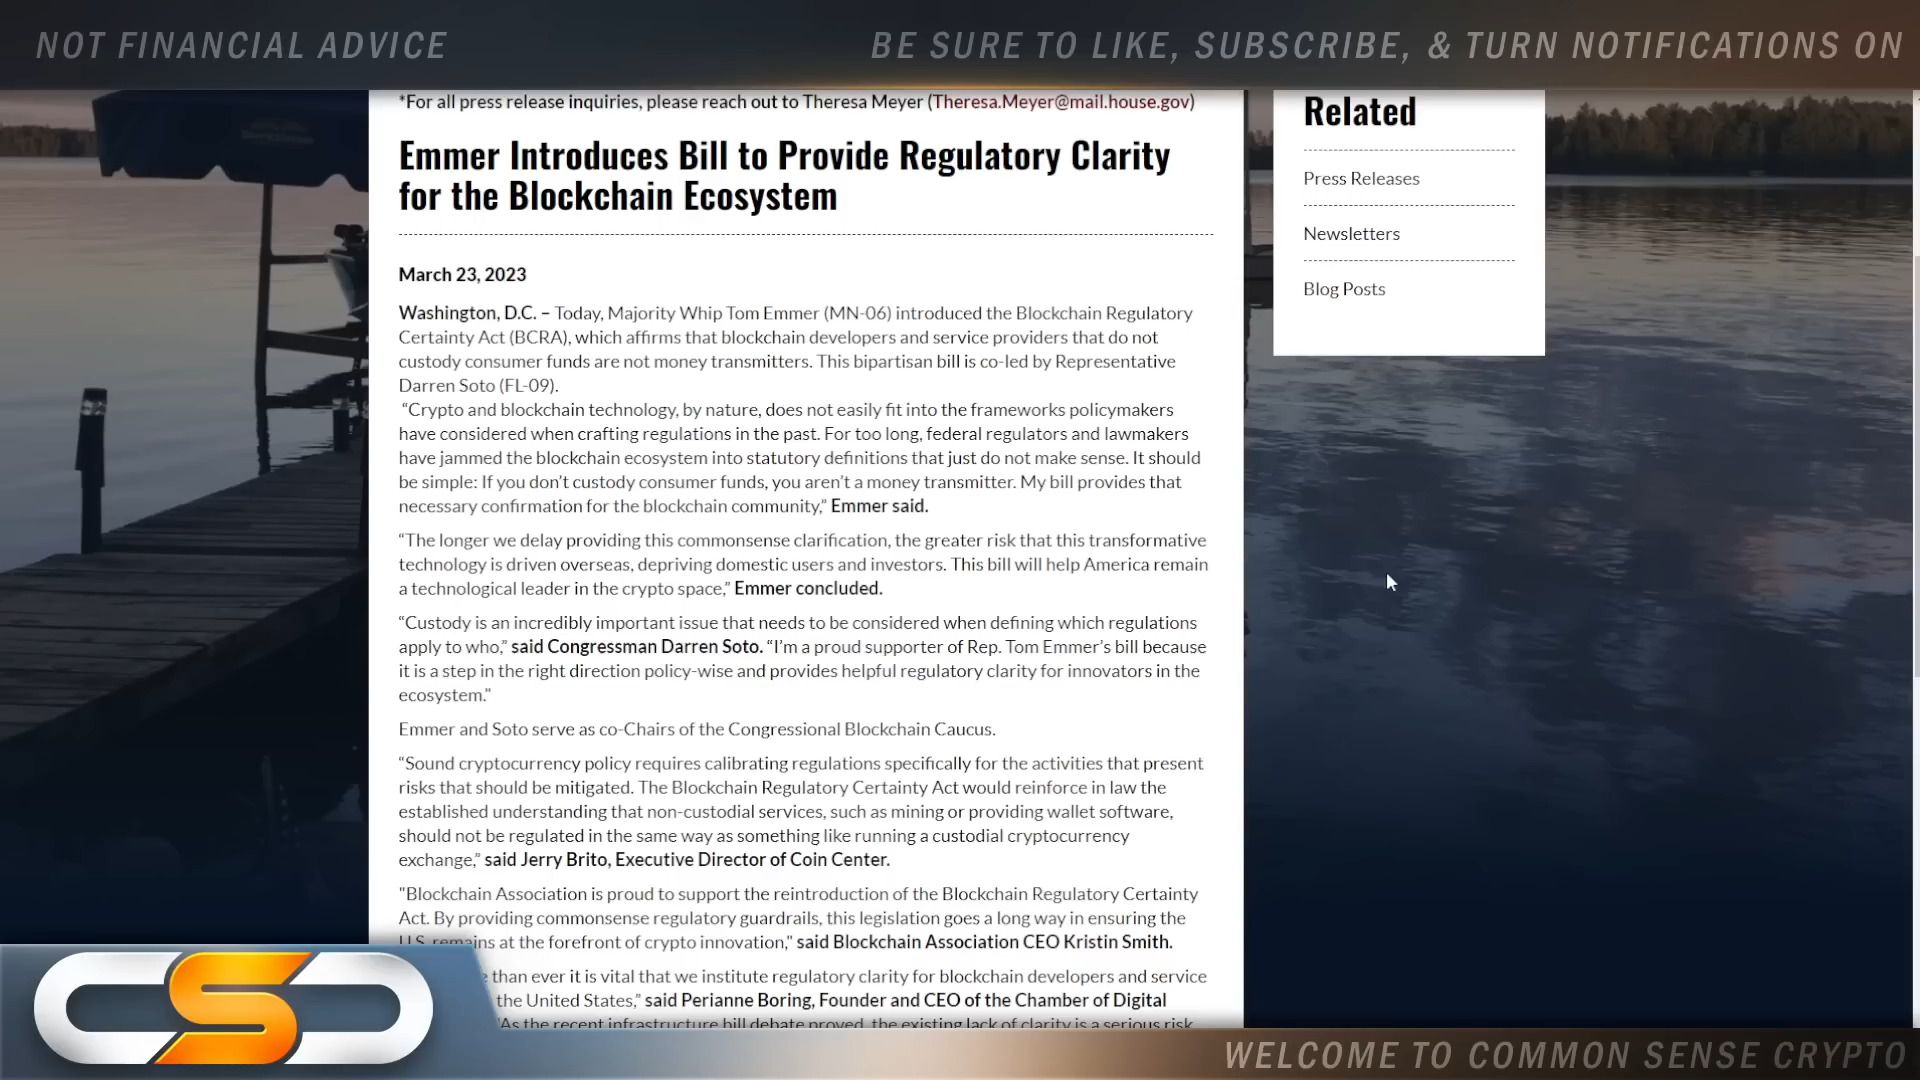 NOT FINANCIAL ADVICE
BE SURE TO LIKE, SUBSCRIBE, & TURN NOTIFICATIONS ON
*For all press release inquiries, please reach out to Theresa Meyer (Theresa.Meyer@mail.house.gov)
Emmer Introduces Bill to Provide Regulatory Clarity
for the Blockchain Ecosystem
March 23, 2023
Washington, D.C. – Today, Majority Whip Tom Emmer (MN-06) introduced the Blockchain Regulatory
Certainty Act (BCRA), which affirms that blockchain developers and service providers that do not
custody consumer funds are not money transmitters. This bipartisan bill is co-led by Representative
Darren Soto (FL-09).
“Crypto and blockchain technology, by nature, does not easily fit into the frameworks policymakers
have considered when crafting regulations in the past. For too long, federal regulators and lawmakers
have jammed the blockchain ecosystem into statutory definitions that just do not make sense. It should
be simple: If you don’t custody consumer funds, you aren’t a money transmitter. My bill provides that
necessary confirmation for the blockchain community,” Emmer said.
“The longer we delay providing this commonsense clarification, the greater risk that this transformative
technology is driven overseas, depriving domestic users and investors. This bill will help America remain
a technological leader in the crypto space,” Emmer concluded.
“Custody is an incredibly important issue that needs to be considered when defining which regulations
apply to who,” said Congressman Darren Soto. “I’m a proud supporter of Rep. Tom Emmer’s bill because
it is a step in the right direction policy-wise and provides helpful regulatory clarity for innovators in the
ecosystem."
Emmer and Soto serve as co-Chairs of the Congressional Blockchain Caucus.
“Sound cryptocurrency policy requires calibrating regulations specifically for the activities that present
risks that should be mitigated. The Blockchain Regulatory Certainty Act would reinforce in law the
established understanding that non-custodial services, such as mining or providing wallet software,
should not be regulated in the same way as something like running a custodial cryptocurrency
exchange,” said Jerry Brito, Executive Director of Coin Center.
"Blockchain Association is proud to support the reintroduction of the Blockchain Regulatory Certainty
Act. By providing commonsense regulatory guardrails, this legislation goes a long way in ensuring the
U.S. remains at the forefront of crypto innovation," said Blockchain Association CEO Kristin Smith.
than ever it is vital that we institute regulatory clarity for blockchain developers and service
the United States,” said Perianne Boring, Founder and CEO of the Chamber of Digital
“As the recent infrastructure bill debate proved, the existing lack of clarity is a serious risk
Related
Press Releases
Newsletters
Blog Posts
CSC
WELCOME TO COMMON SENSE CRYPTO